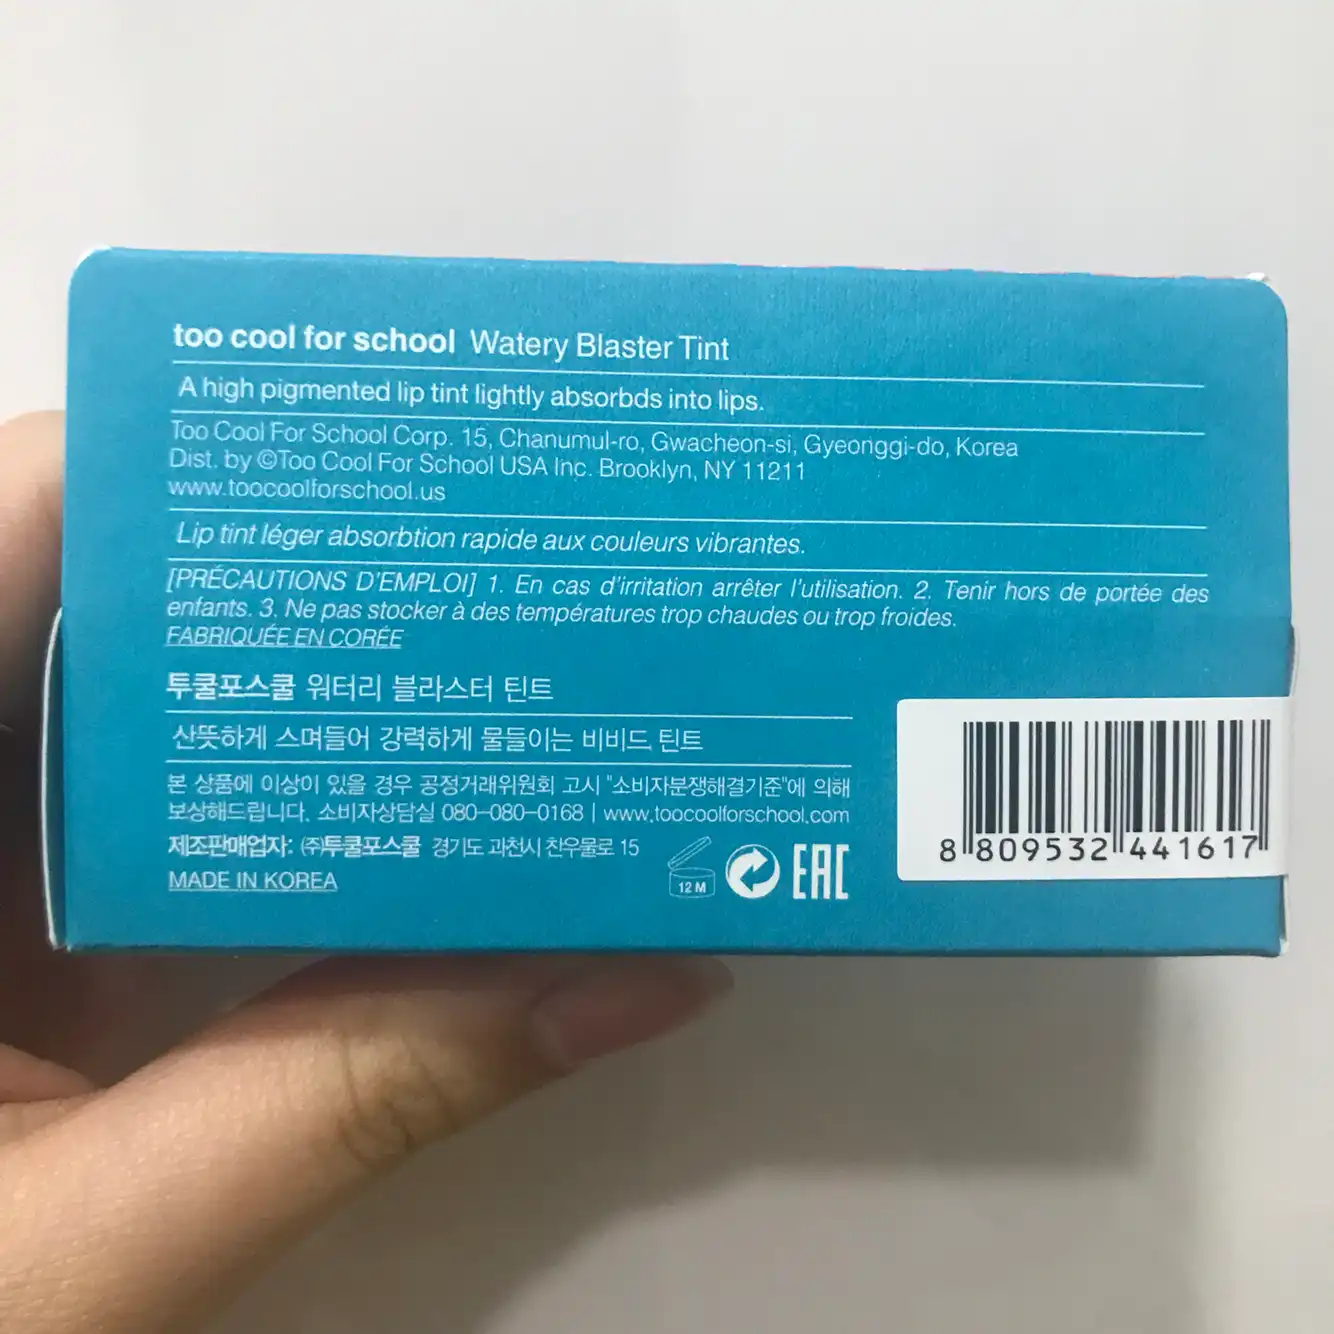 too cool for school Watery Blaster Tint
A high pigmented lip tint lightly absorbds into lips.
Too Cool For School Corp. 15, Chanumul-ro, Gwacheon-si, Gyeonggi-do, Korea
Dist. by ©Too Cool For School USA Inc. Brooklyn, NY 11211
www.toocoolforschool.us
Lip tint léger absorbtion rapide aux couleurs vibrantes.
[PRÉCAUTIONS D'EMPLOI] 1. En cas d'irritation arrêter l'utilisation. 2. Tenir hors de portée des
enfants. 3. Ne pas stocker à des températures trop chaudes ou trop froides.
FABRIQUÉE EN CORÉE
투쿨포스쿨 워터리 블라스터 틴트
산뜻하게 스며들어 강력하게 물들이는 비비드 틴트
본 상품에 이상이 있을 경우 공정거래위원회 고시 "소비자분쟁해결기준"에 의해
보상해드립니다. 소비자상담실 080-080-0168 | www.toocoolforschool.com
제조판매업자: (주)투쿨포스쿨 경기도 과천시 찬우물로 15
MADE IN KOREA
12 M
EAC
8 809532 441617